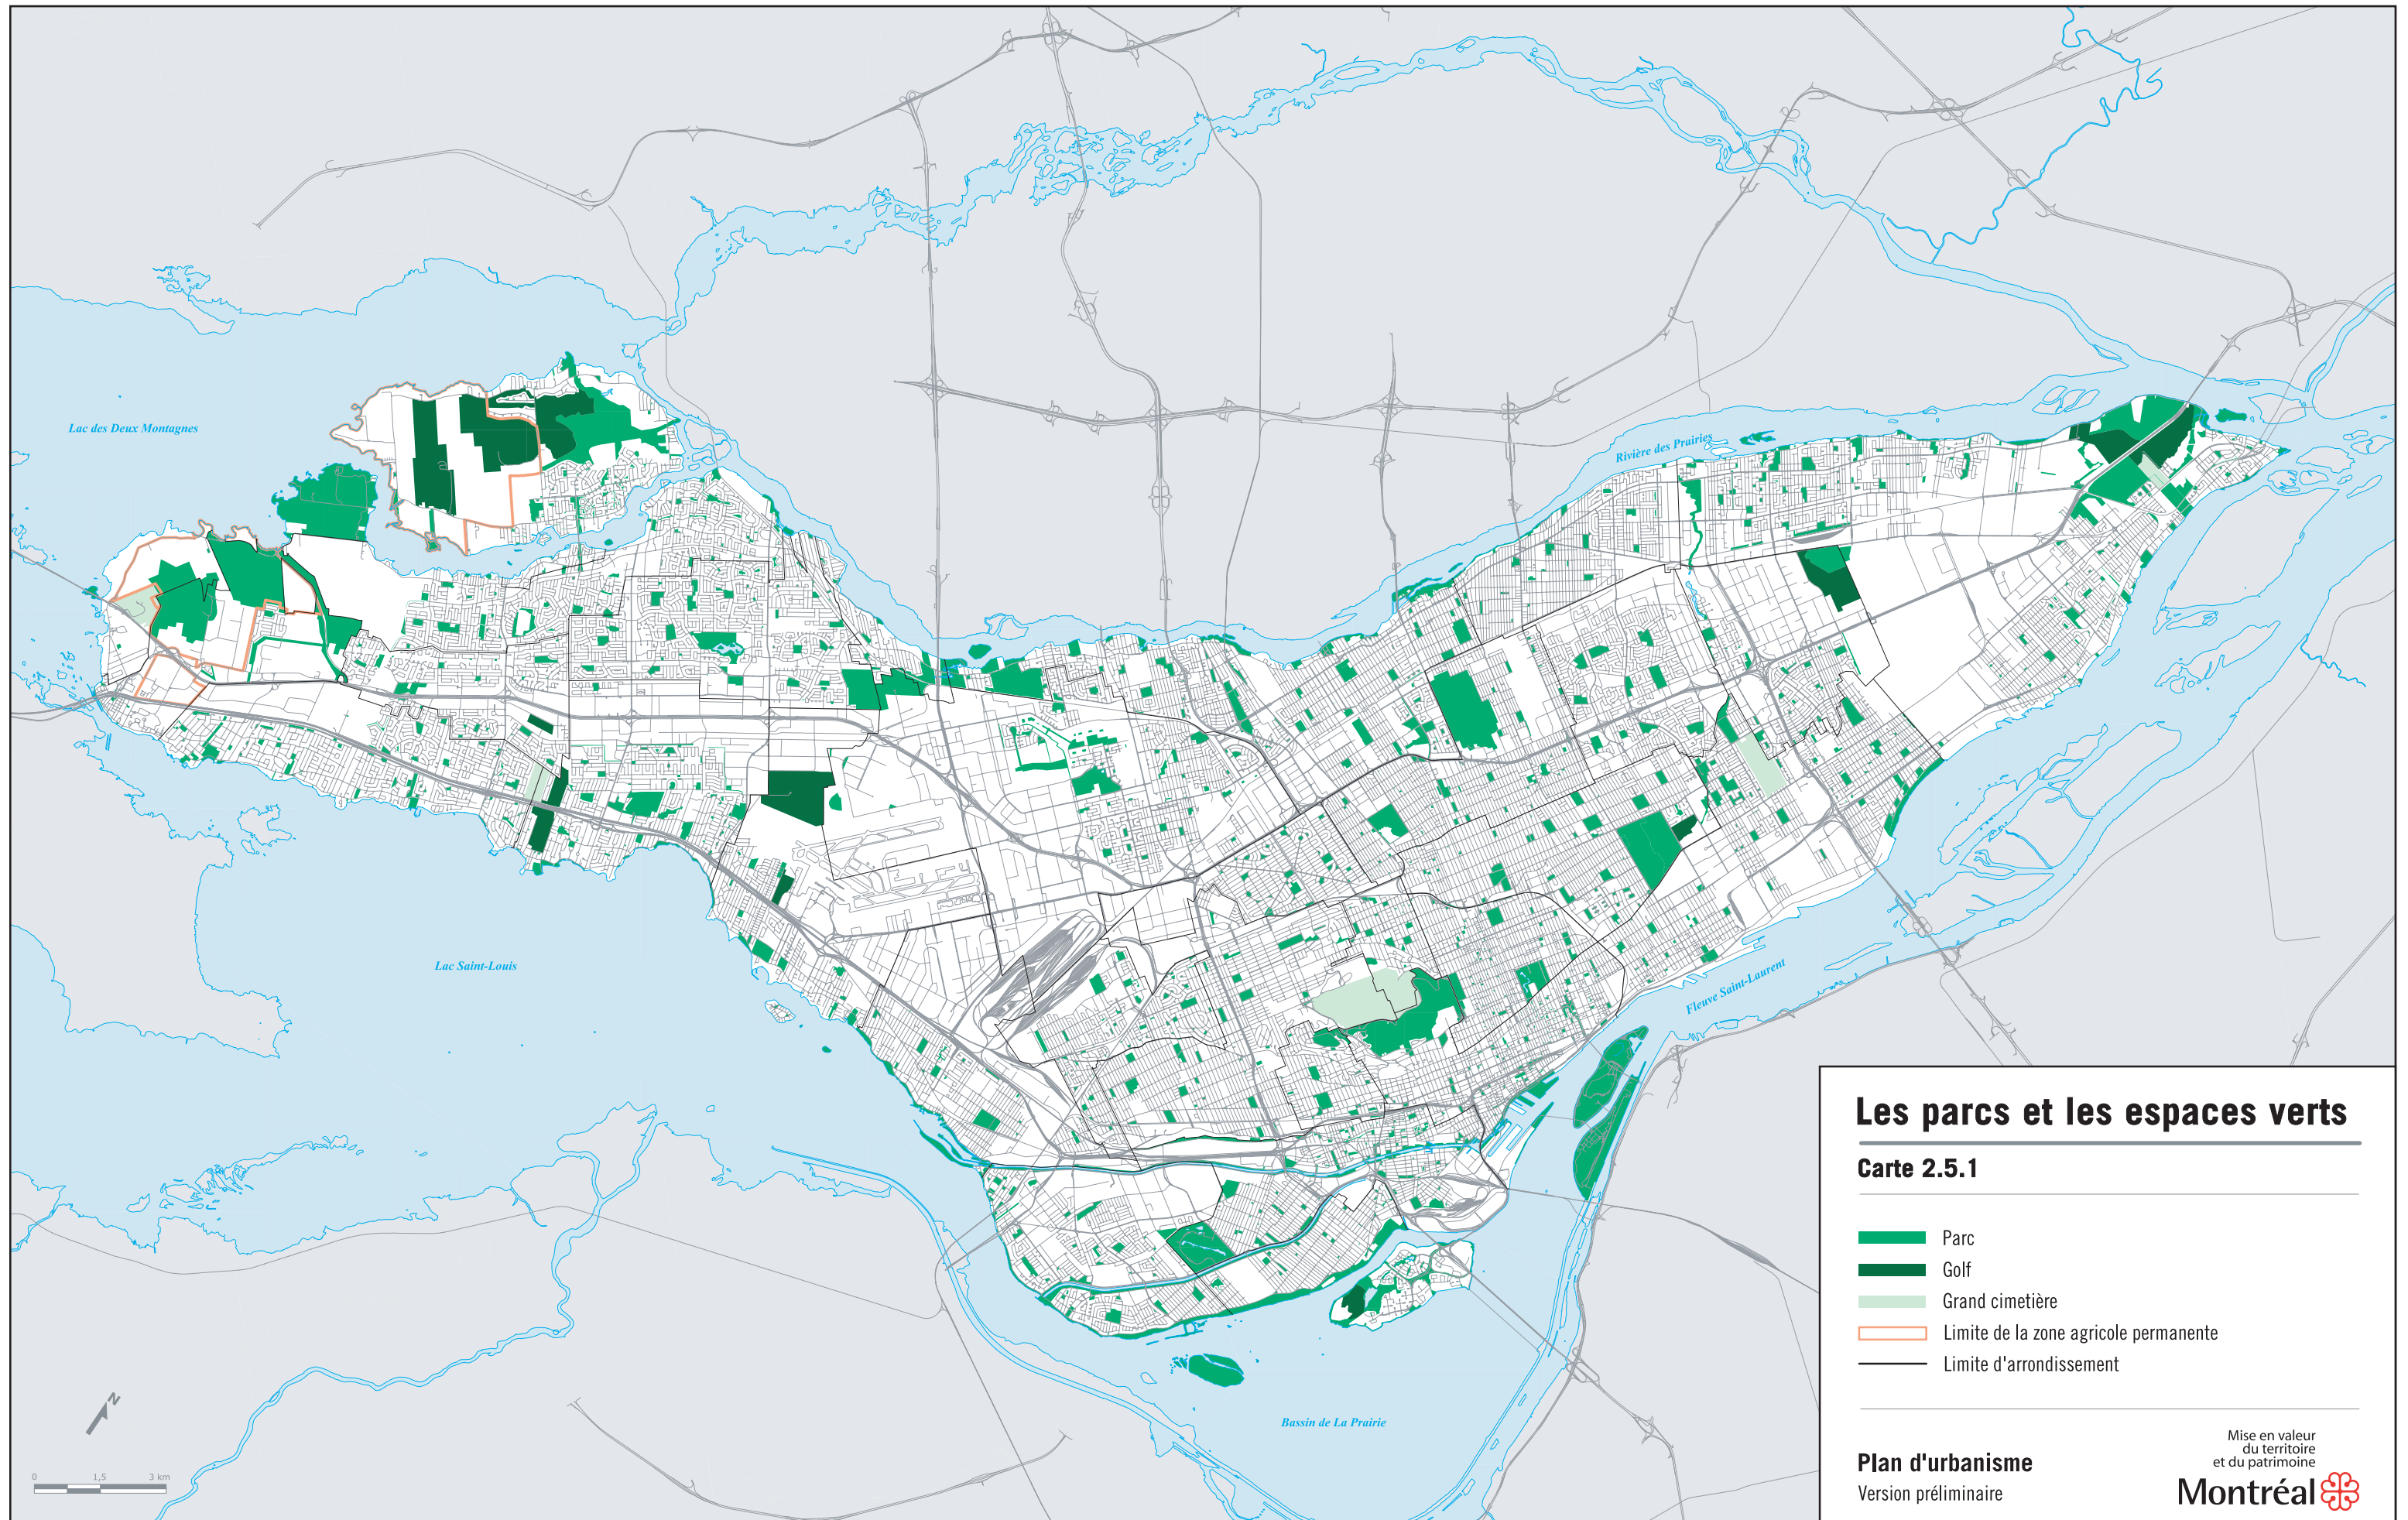 Lac des Deux Montagnes
Rivière des Prairies
Lac Saint-Louis
Fleuve Saint-Laurent
Bassin de La Prairie
N
0 1,5 3 km
Les parcs et les espaces verts
Carte 2.5.1
Parc
Golf
Grand cimetière
Limite de la zone agricole permanente
Limite d'arrondissement
Plan d'urbanisme
Version préliminaire
Mise en valeur
du territoire
et du patrimoine
Montréal